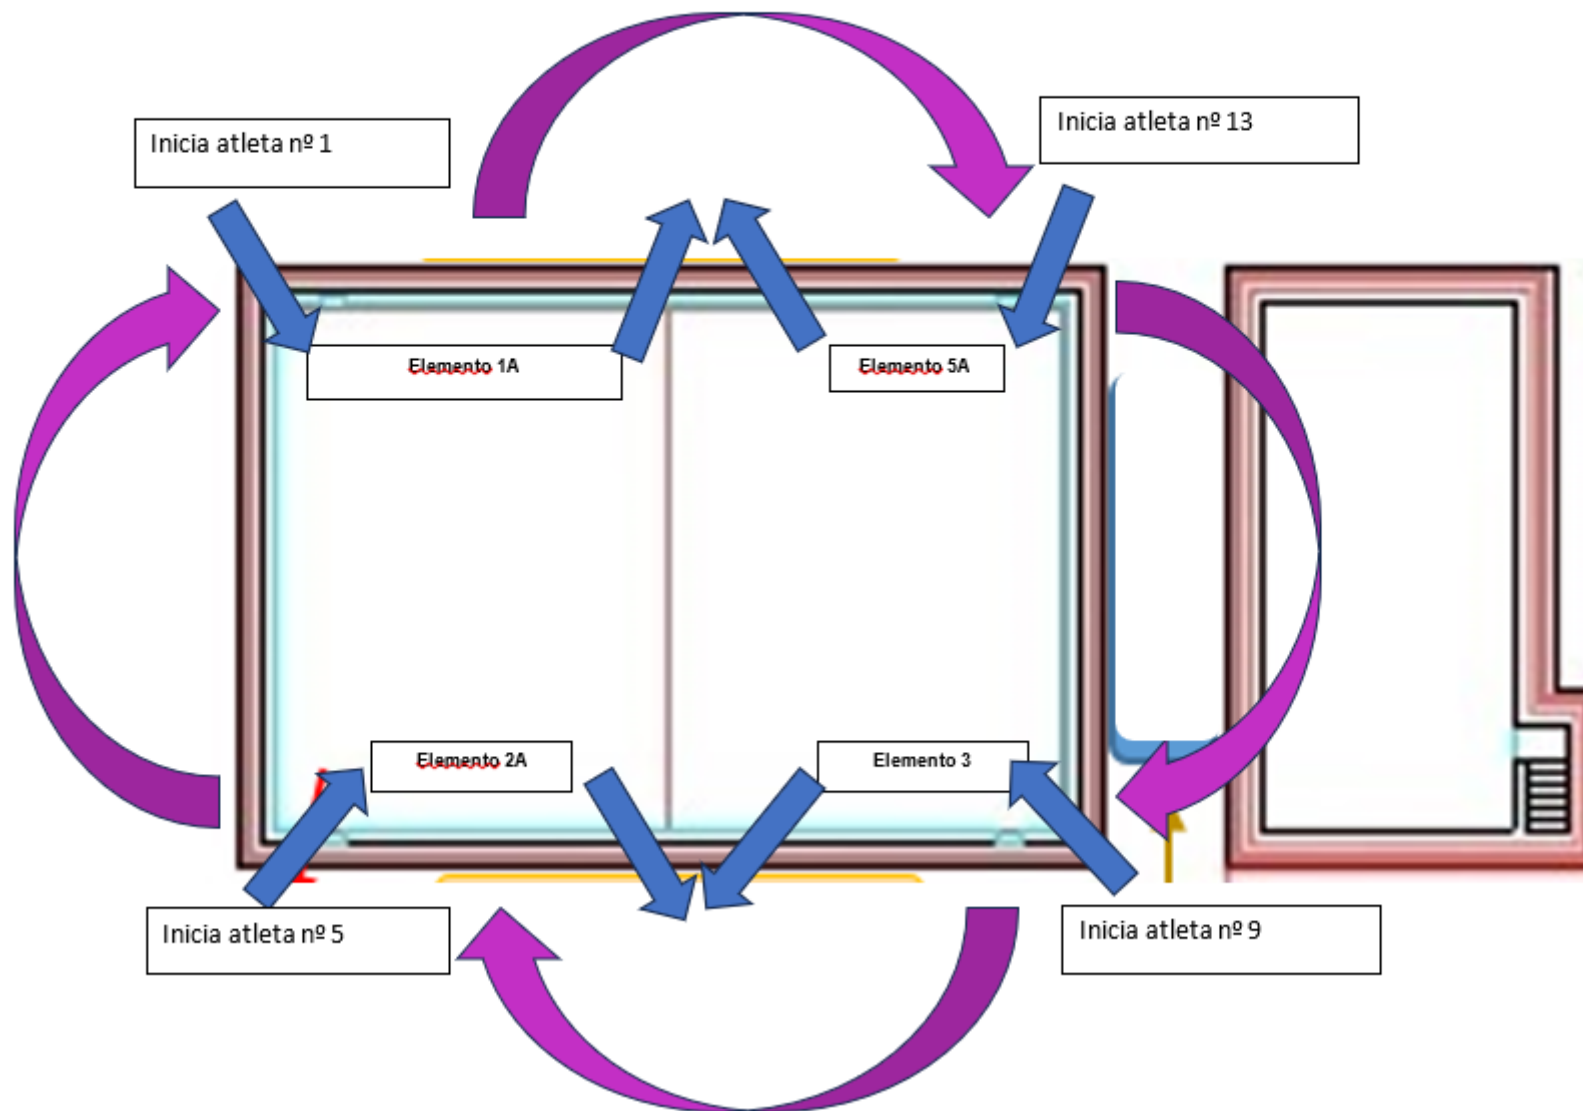 Inicia atleta nº 1
Inicia atleta nº 13
Elemento 1A
Elemento 5A
Elemento 2A
Elemento 3
Inicia atleta nº 5
Inicia atleta nº 9